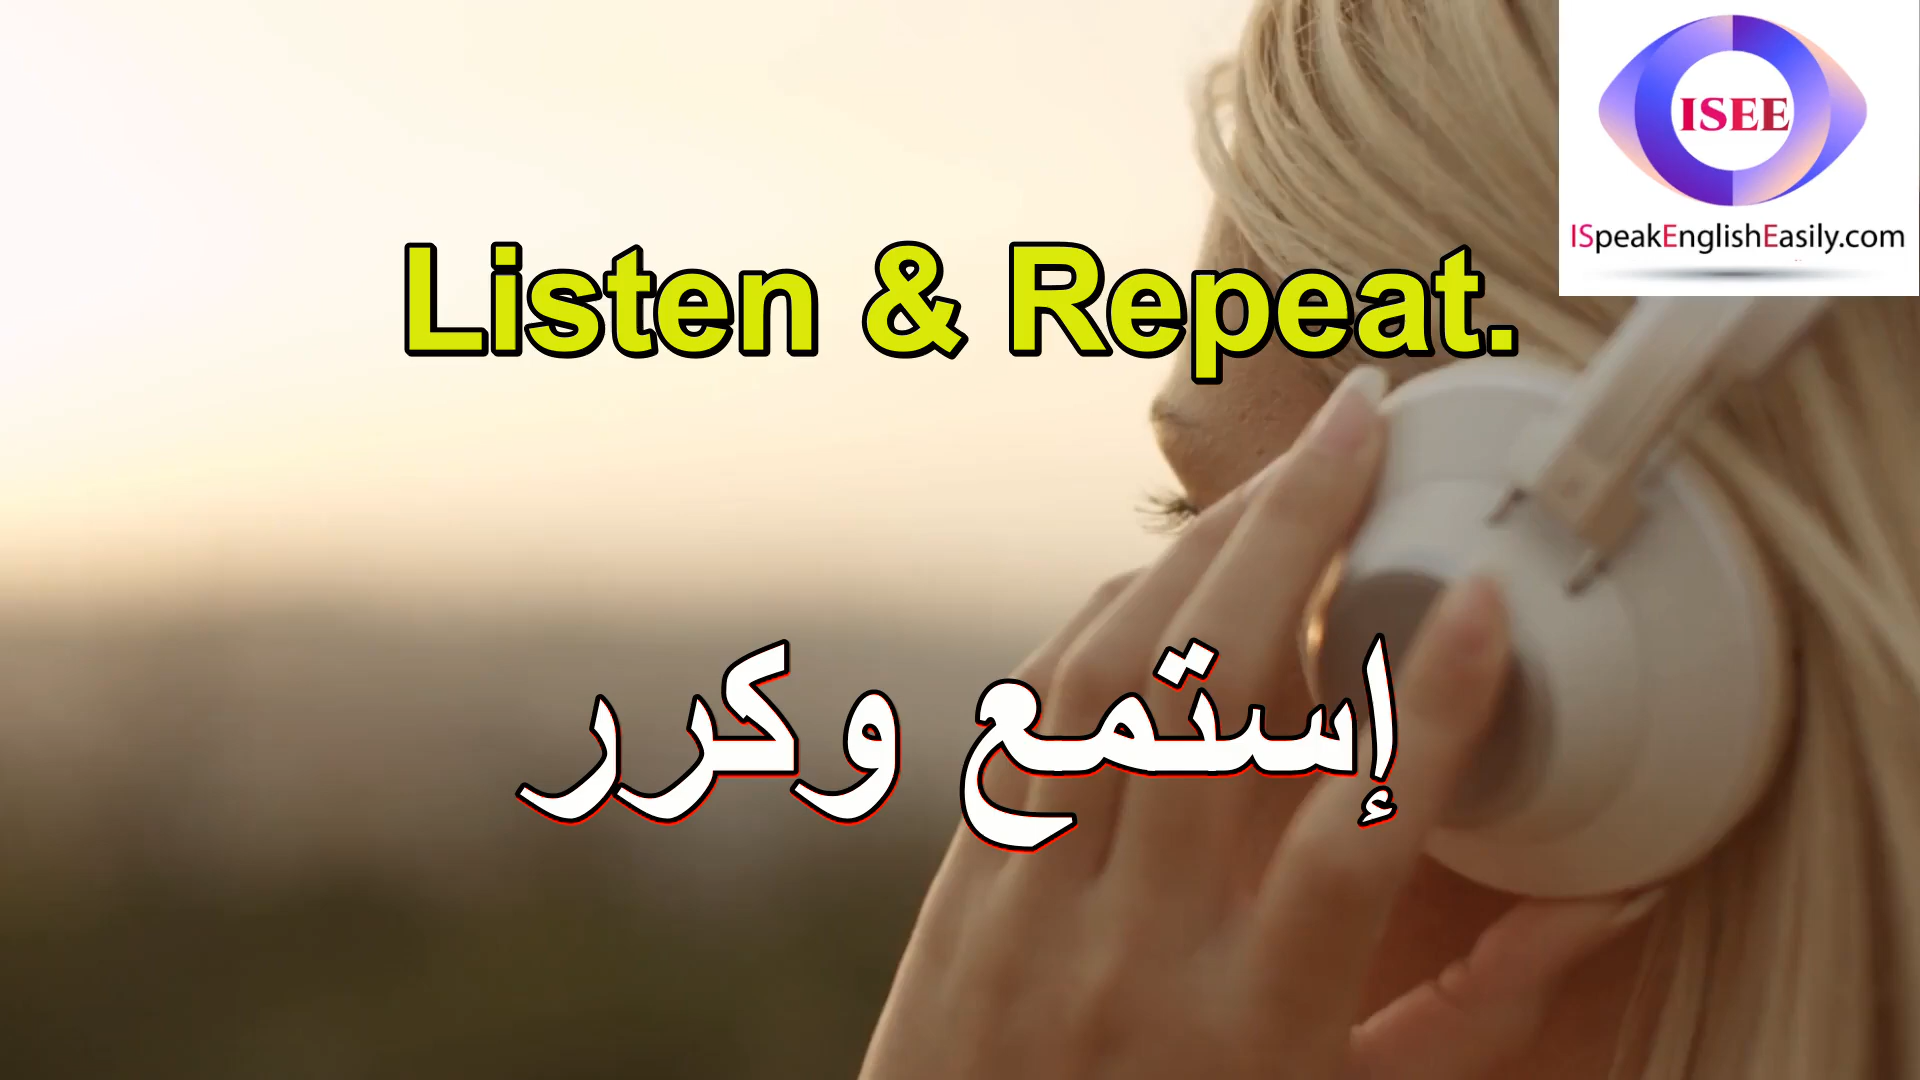 ISEE
ISpeakEnglishEasily.com
Listen & Repeat.
إستمع وكرر